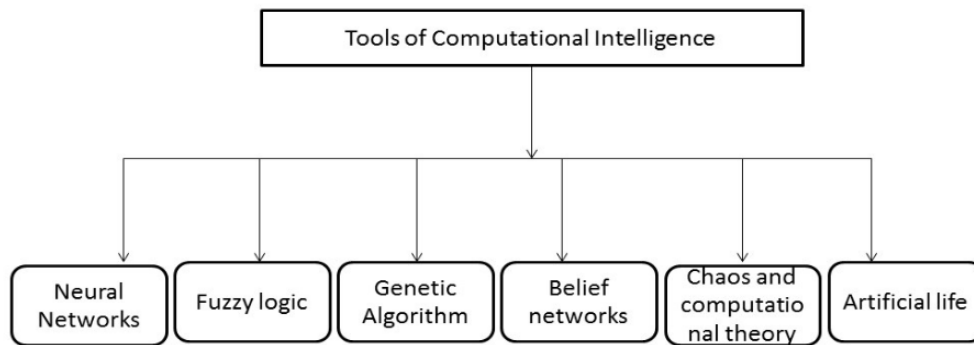 Tools of Computational Intelligence
Neural
Networks
Fuzzy logic
Genetic
Algorithm
Belief
networks
Chaos and
computatio
nal theory
Artificial life